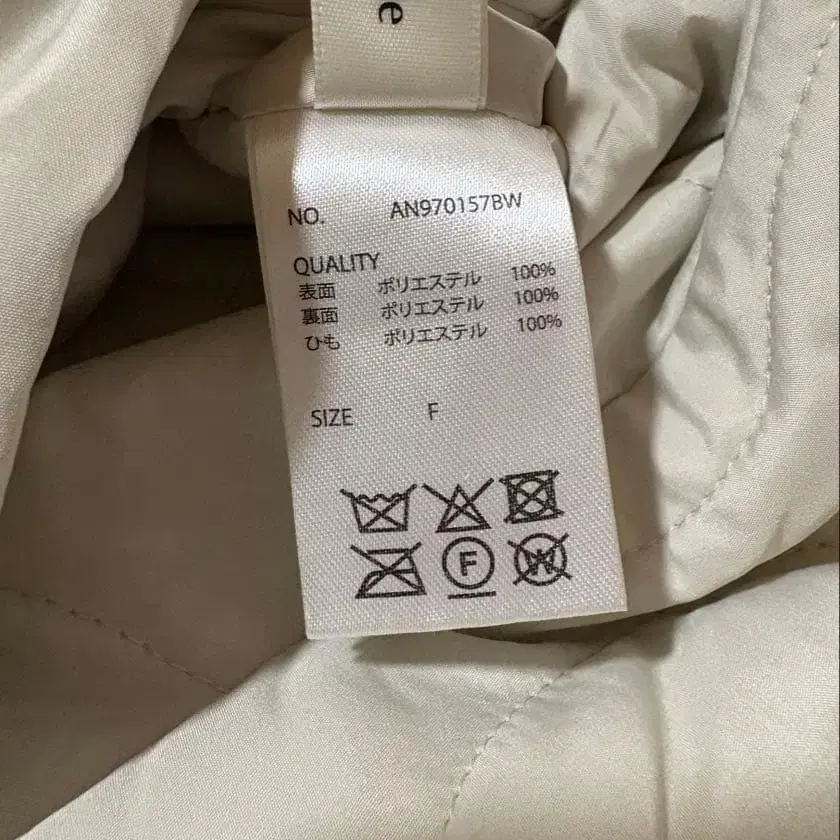 e
NO. AN970157BW
QUALITY
表面 ポリエステル 100%
裏面 ポリエステル 100%
ひも ポリエステル 100%
SIZE F
F W